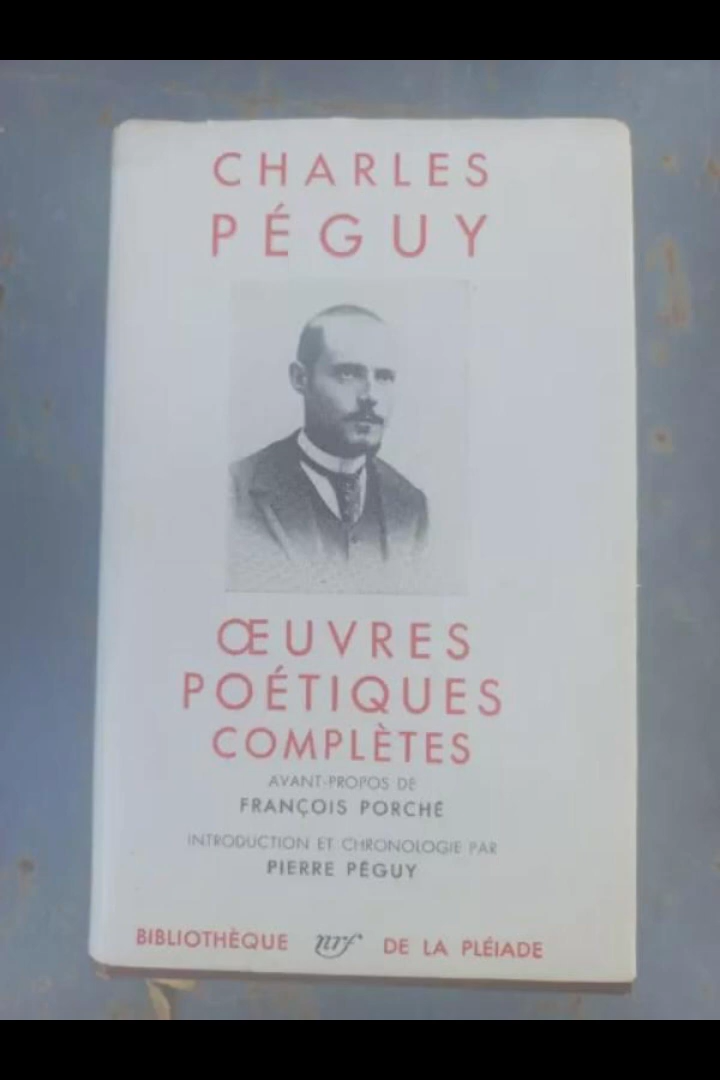 CHARLES
PÉGUY
ŒUVRES
POÉTIQUES
COMPLÈTES
AVANT-PROPOS DE
FRANÇOIS PORCHÉ
INTRODUCTION ET CHRONOLOGIE PAR
PIERRE PÉGUY
BIBLIOTHÈQUE nrf DE LA PLÉIADE